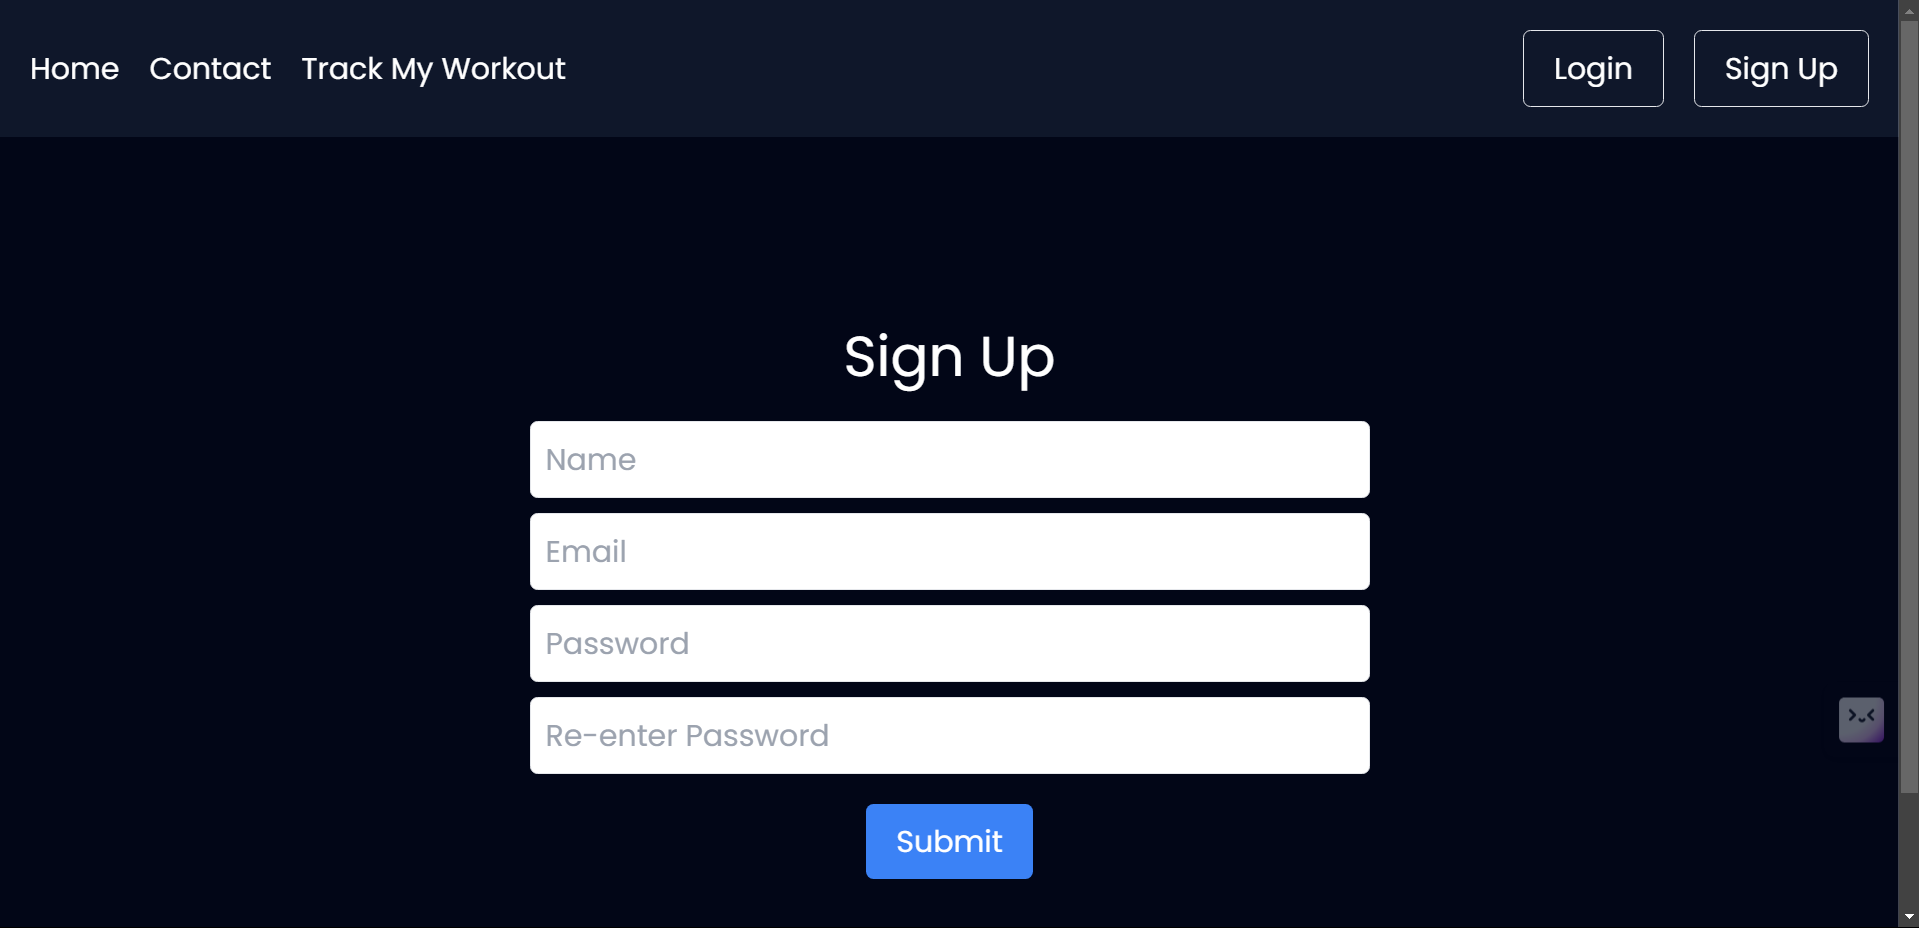 Home Contact Track My Workout Login Sign Up
Sign Up
Name
Email
Password
Re-enter Password
Submit